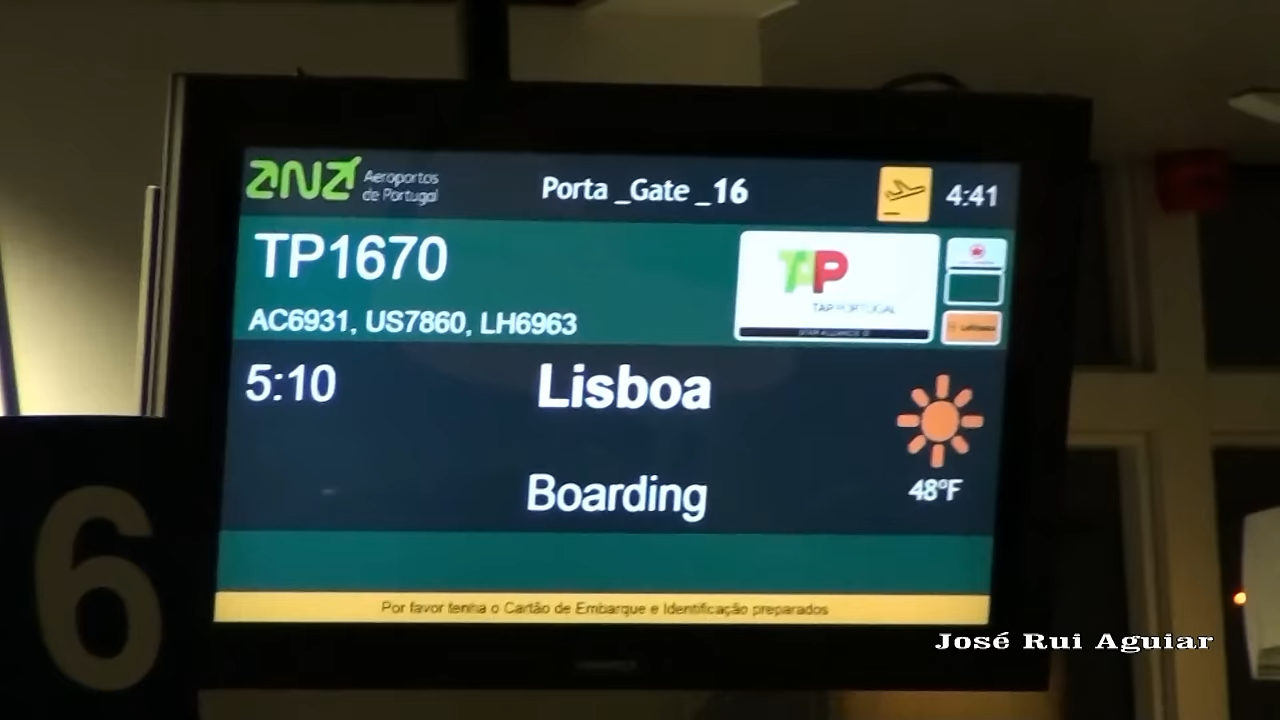 ANA Aeroportos
de Portugal
Porta _Gate _16
4:41
TP1670
TAP
TAP PORTUGAL
AC6931, US7860, LH6963
5:10
Lisboa
Boarding
48ºF
Por favor tenha o Cartão de Embarque e Identificação preparados
6
José Rui Aguiar